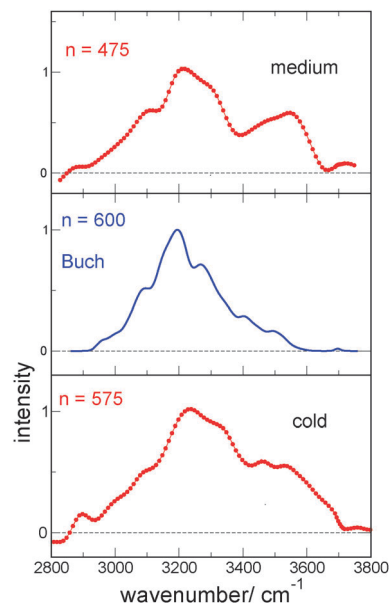 n = 475
medium
1
0
n = 600
Buch
1
0
n = 575
cold
1
0
intensity
2800 3000 3200 3400 3600 3800
wavenumber/ cm-1